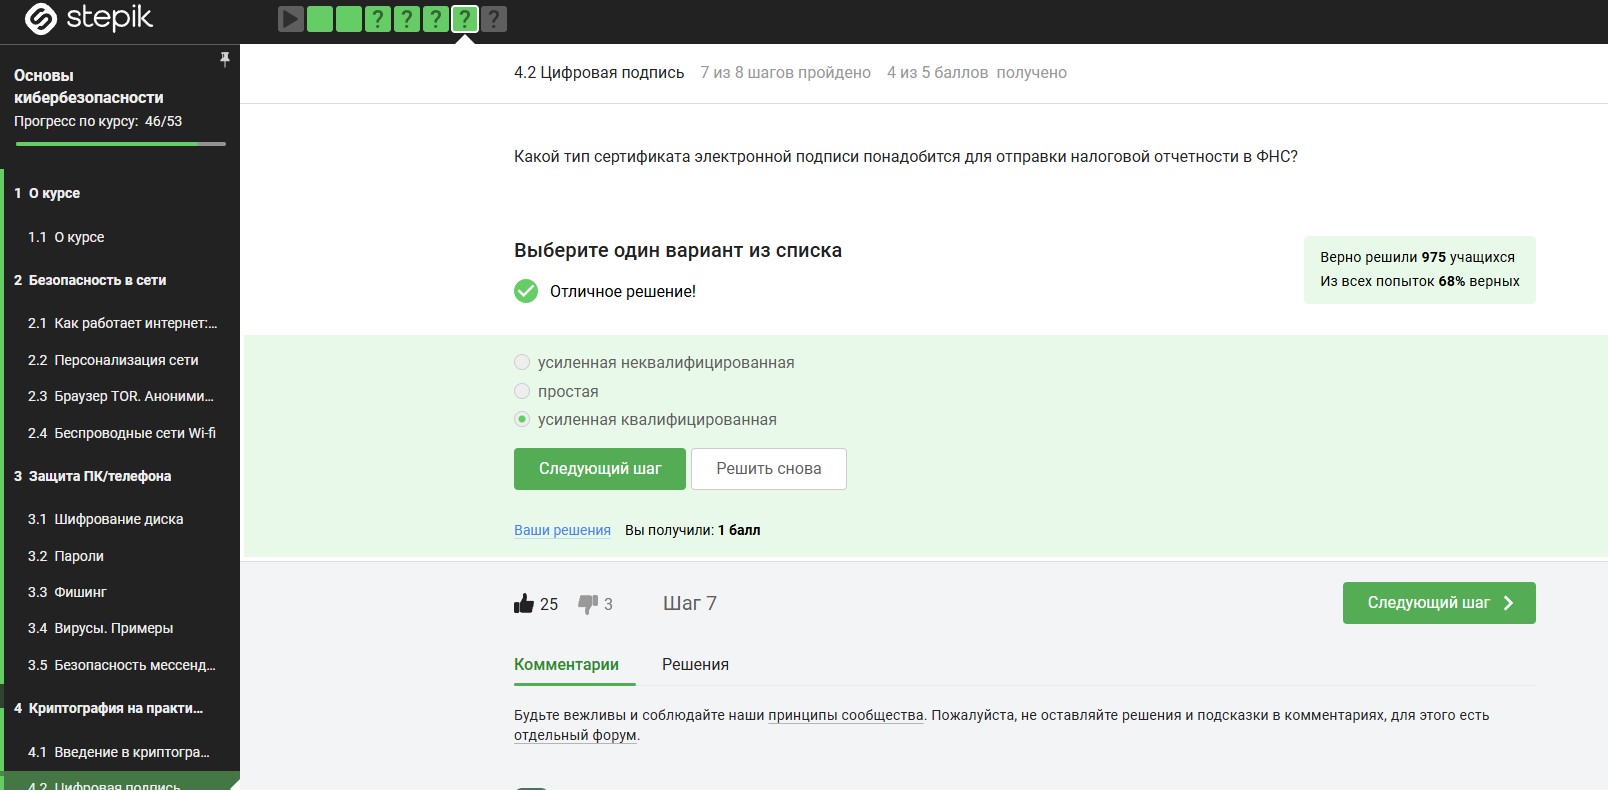 stepik
? ? ? ? ?
Основы
кибербезопасности
Прогресс по курсу: 46/53
1 О курсе
1.1 О курсе
2 Безопасность в сети
2.1 Как работает интернет:...
2.2 Персонализация сети
2.3 Браузер TOR. Анонимиз...
2.4 Беспроводные сети Wi-fi
3 Защита ПК/телефона
3.1 Шифрование диска
3.2 Пароли
3.3 Фишинг
3.4 Вирусы. Примеры
3.5 Безопасность мессенд...
4 Криптография на практи...
4.1 Введение в криптогра...
4.2 Цифровая подпись
4.2 Цифровая подпись 7 из 8 шагов пройдено 4 из 5 баллов получено
Какой тип сертификата электронной подписи понадобится для отправки налоговой отчетности в ФНС?
Выберите один вариант из списка
Отличное решение!
Верно решили 975 учащихся
Из всех попыток 68% верных
усиленная неквалифицированная
простая
усиленная квалифицированная
Следующий шаг Решить снова
Ваши решения Вы получили: 1 балл
25 3 Шаг 7 Следующий шаг
Комментарии Решения
Будьте вежливы и соблюдайте наши принципы сообщества. Пожалуйста, не оставляйте решения и подсказки в комментариях, для этого есть
отдельный форум.